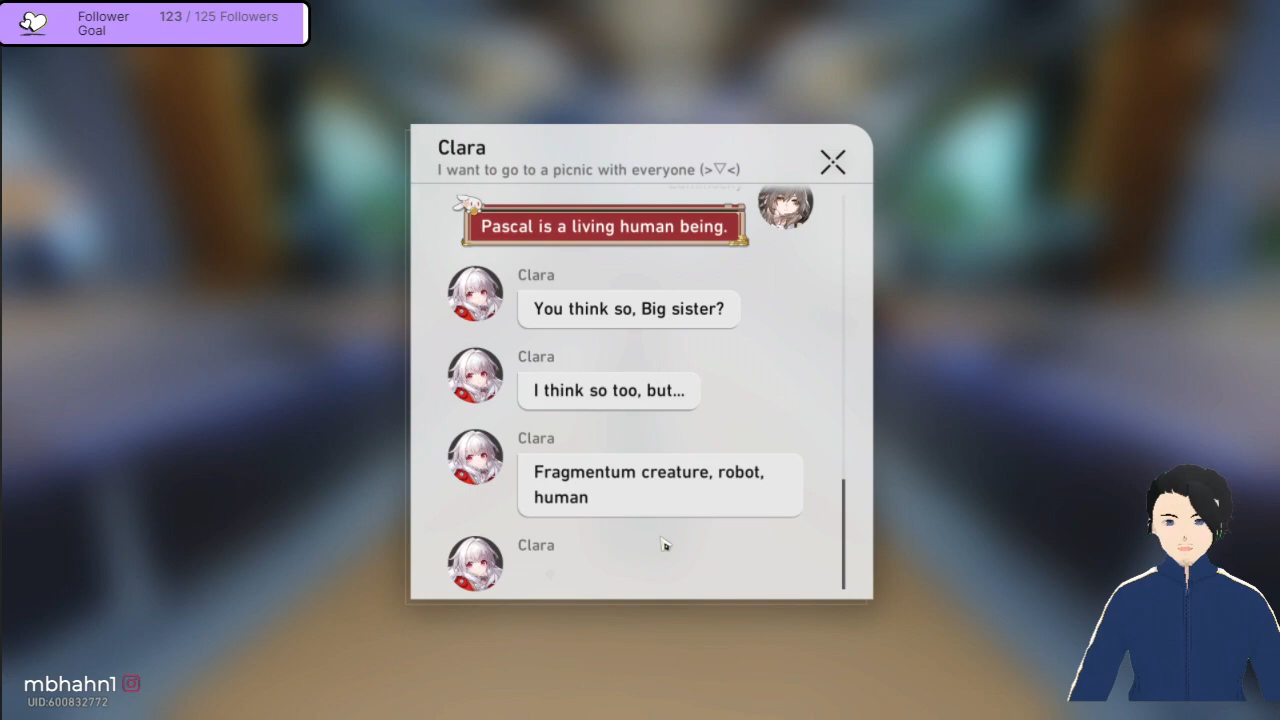 Follower
Goal
123 / 125 Followers
Clara
I want to go to a picnic with everyone (>▽<)
Pascal is a living human being.
Clara
You think so, Big sister?
Clara
I think so too, but...
Clara
Fragmentum creature, robot,
human
Clara
mbhahn1
UID:600832772